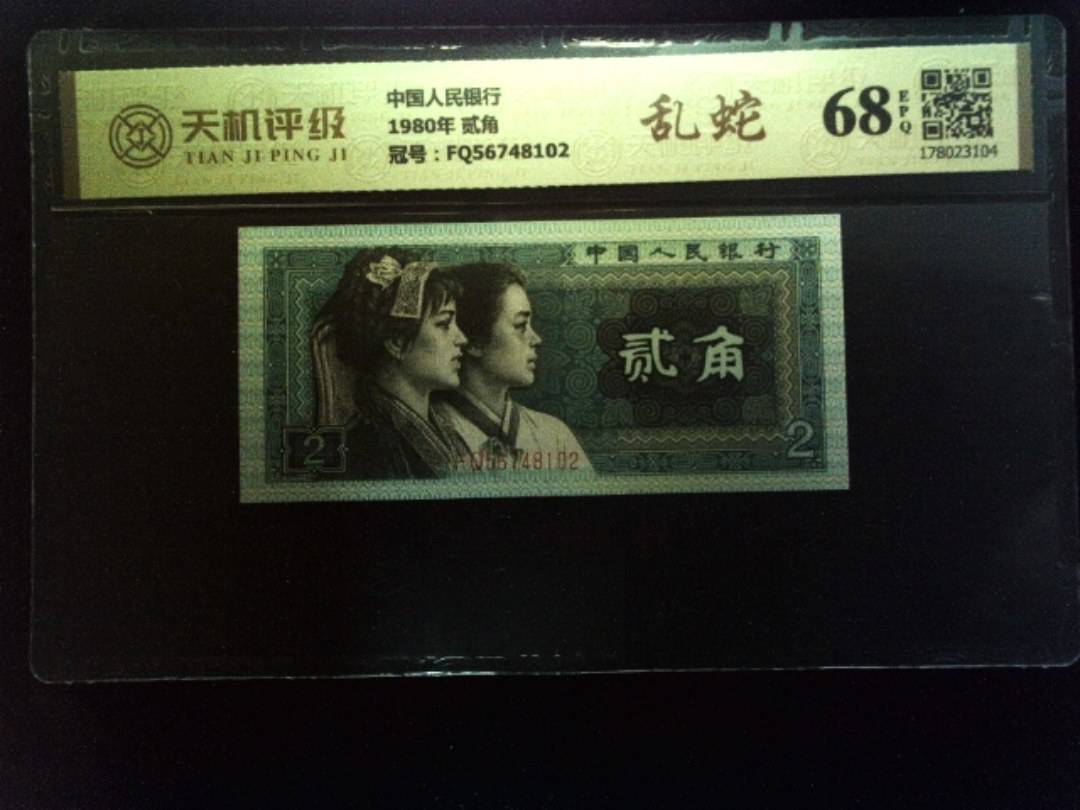 天机评级
TIAN JI PING JI
中国人民银行
1980年 贰角
冠号：FQ56748102
乱蛇
68
EPQ
178023104
中国人民银行
贰角
2
2
FQ56748102